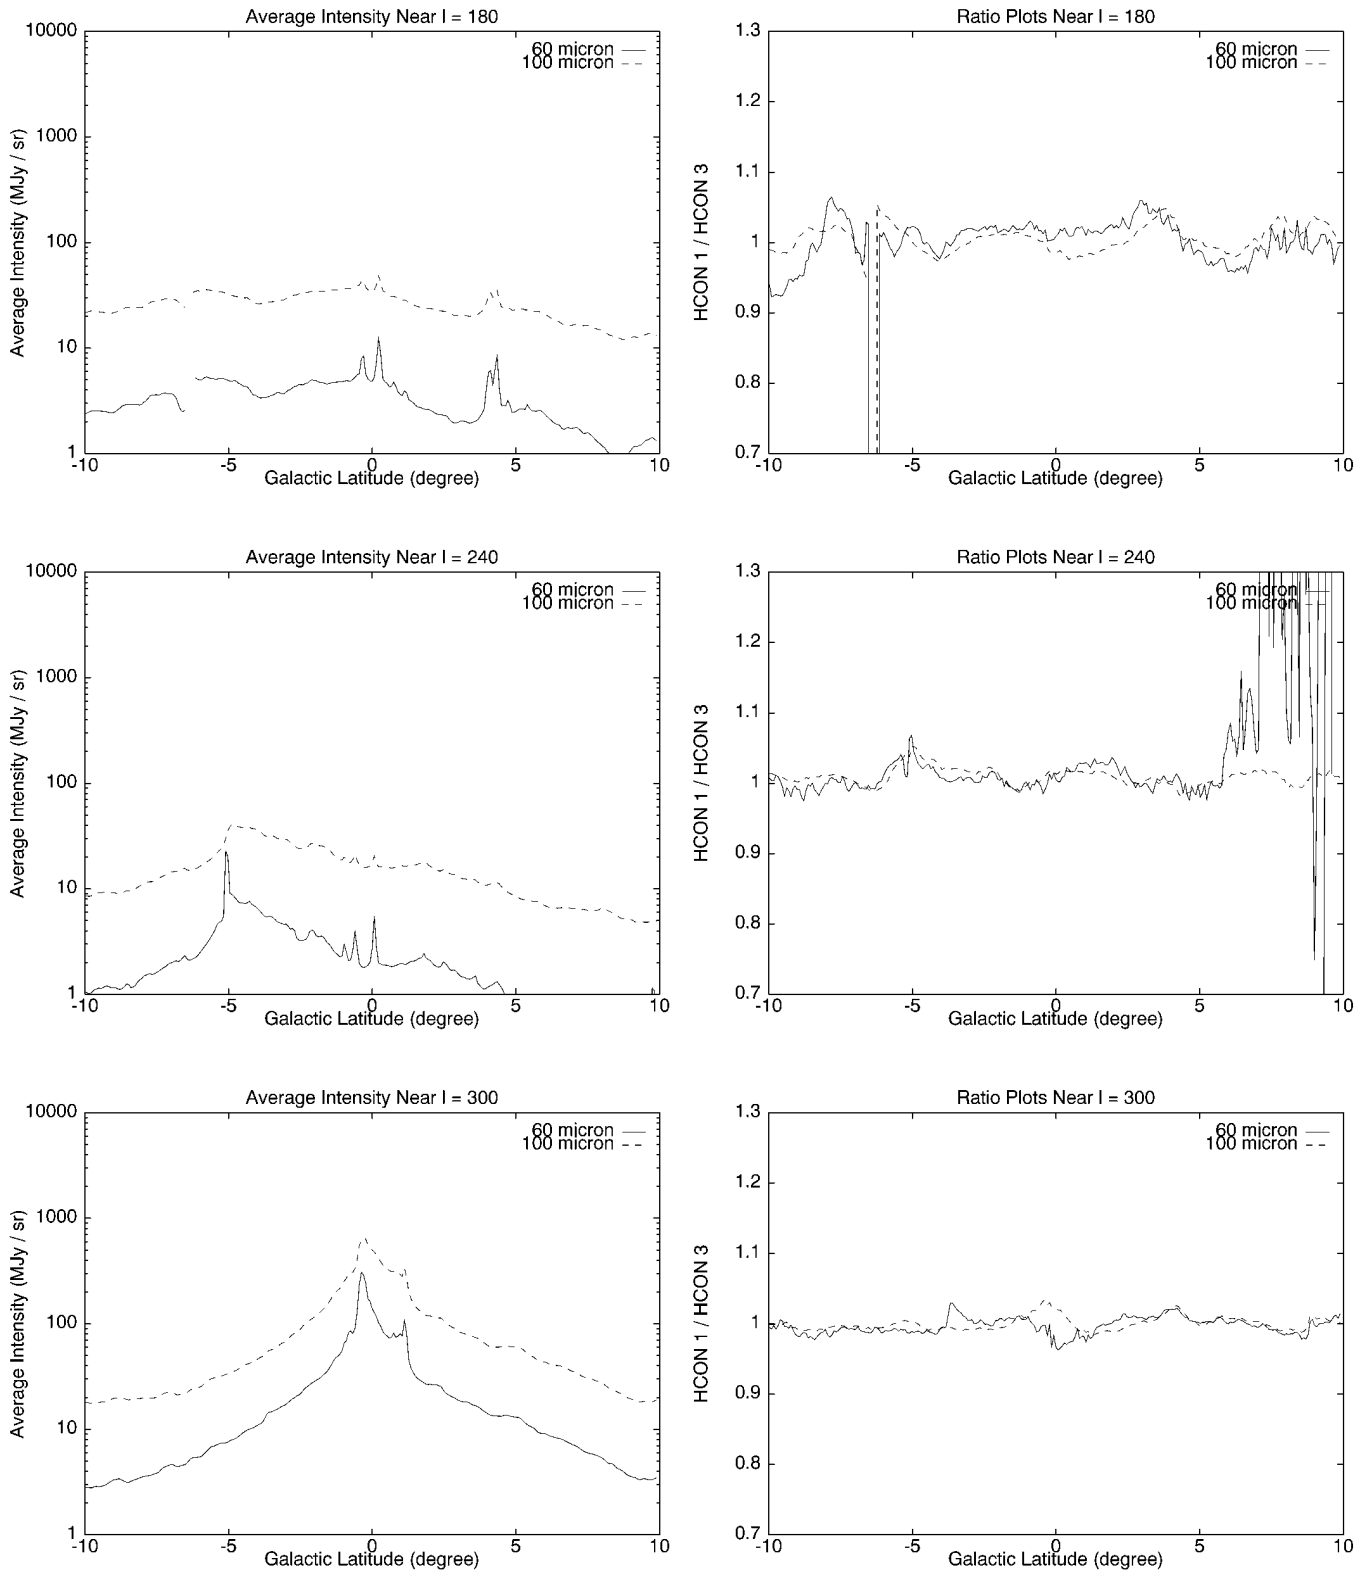 Average Intensity Near l = 180
10000
1000
100
10
1
-10
-5
0
5
10
60 micron
100 micron
Average Intensity (MJy / sr)
Galactic Latitude (degree)
Ratio Plots Near l = 180
1.3
1.2
1.1
1
0.9
0.8
0.7
-10
-5
0
5
10
60 micron
100 micron
HCON 1 / HCON 3
Galactic Latitude (degree)
Average Intensity Near l = 240
10000
1000
100
10
1
-10
-5
0
5
10
60 micron
100 micron
Average Intensity (MJy / sr)
Galactic Latitude (degree)
Ratio Plots Near l = 240
1.3
1.2
1.1
1
0.9
0.8
0.7
-10
-5
0
5
10
60 micron
100 micron
HCON 1 / HCON 3
Galactic Latitude (degree)
Average Intensity Near l = 300
10000
1000
100
10
1
-10
-5
0
5
10
60 micron
100 micron
Average Intensity (MJy / sr)
Galactic Latitude (degree)
Ratio Plots Near l = 300
1.3
1.2
1.1
1
0.9
0.8
0.7
-10
-5
0
5
10
60 micron
100 micron
HCON 1 / HCON 3
Galactic Latitude (degree)